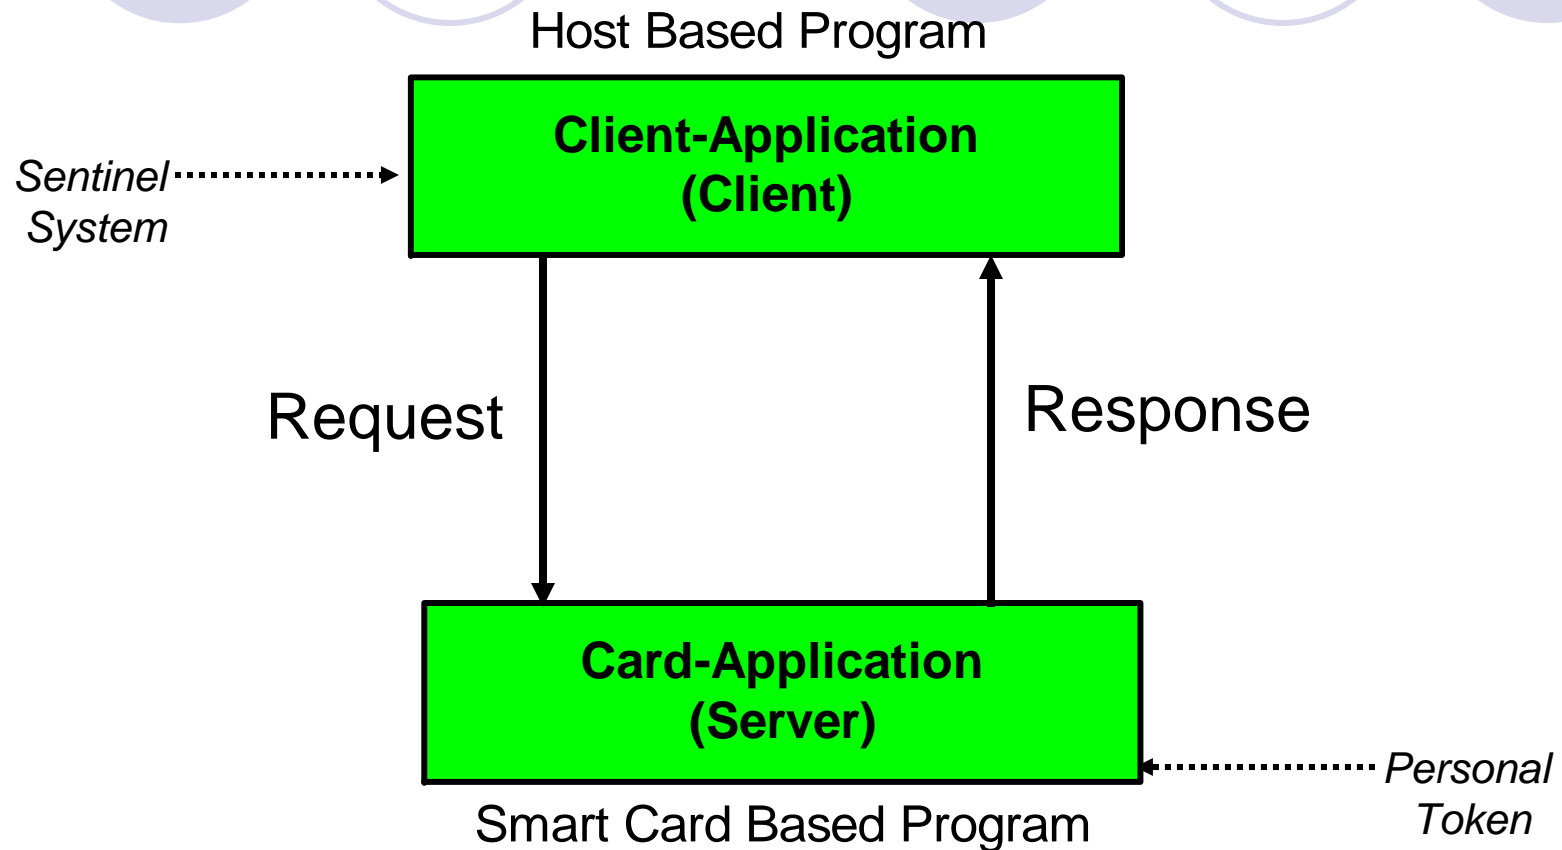 Host Based Program
Client-Application
(Client)
Sentinel
System
Request
Response
Card-Application
(Server)
Personal
Token
Smart Card Based Program